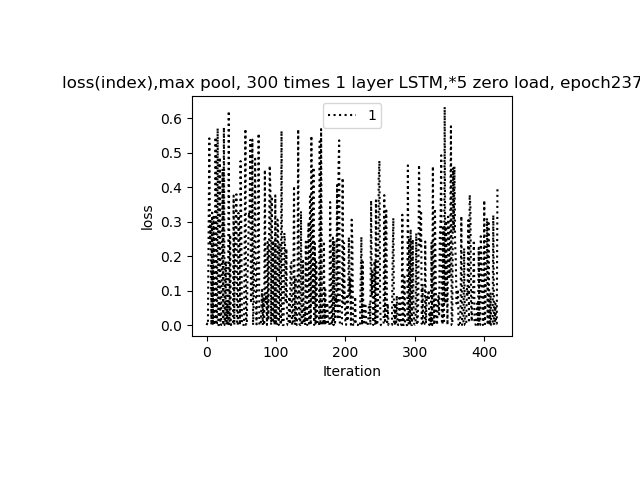 loss(index),max pool, 300 times 1 layer LSTM,*5 zero load, epoch237
1
0.6
0.5
0.4
0.3
0.2
0.1
0.0
loss
0 100 200 300 400
Iteration